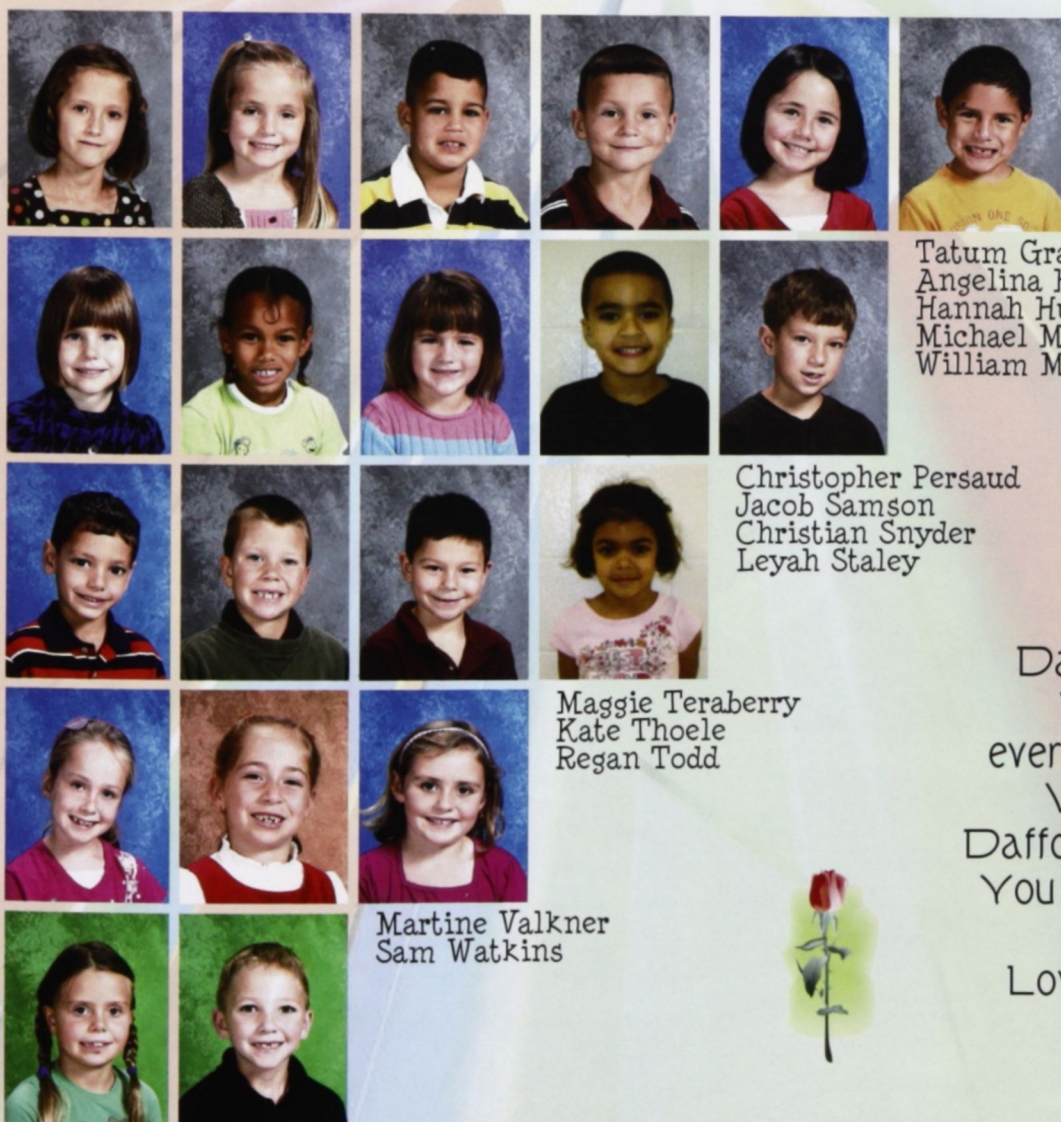 Tatum Gra
Angelina
Hannah Hu
Michael M
William M
Christopher Persaud
Jacob Samson
Christian Snyder
Leyah Staley
Maggie Teraberry
Kate Thoele
Regan Todd
Martine Valkner
Sam Watkins
Da
ever
Daffo
You
Lov